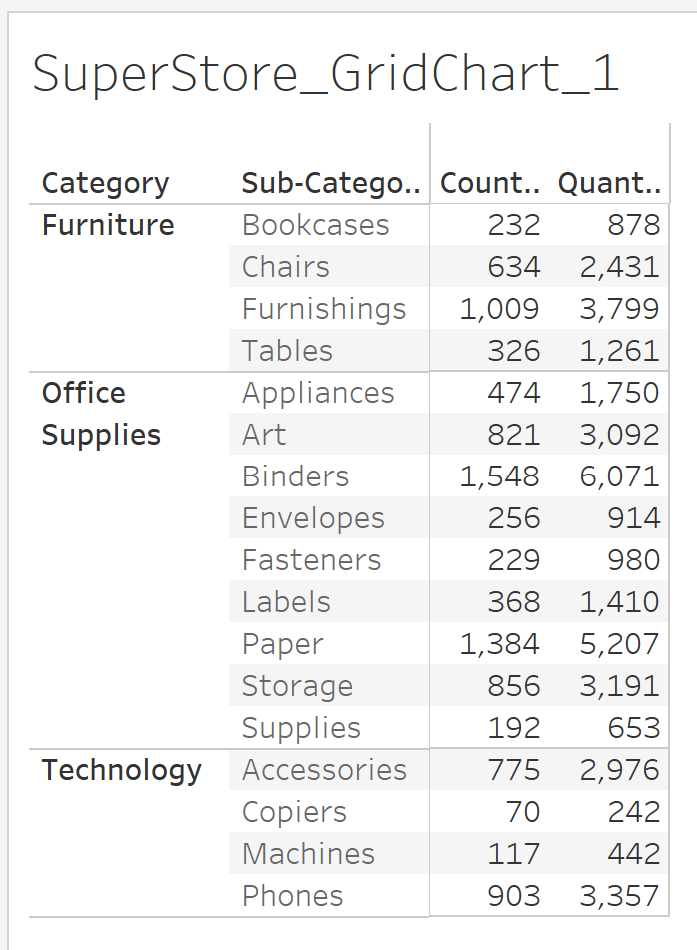 SuperStore_GridChart_1
Category Sub-Catego.. Count.. Quant..
Furniture Bookcases 232 878
Chairs 634 2,431
Furnishings 1,009 3,799
Tables 326 1,261
Office Appliances 474 1,750
Supplies Art 821 3,092
Binders 1,548 6,071
Envelopes 256 914
Fasteners 229 980
Labels 368 1,410
Paper 1,384 5,207
Storage 856 3,191
Supplies 192 653
Technology Accessories 775 2,976
Copiers 70 242
Machines 117 442
Phones 903 3,357